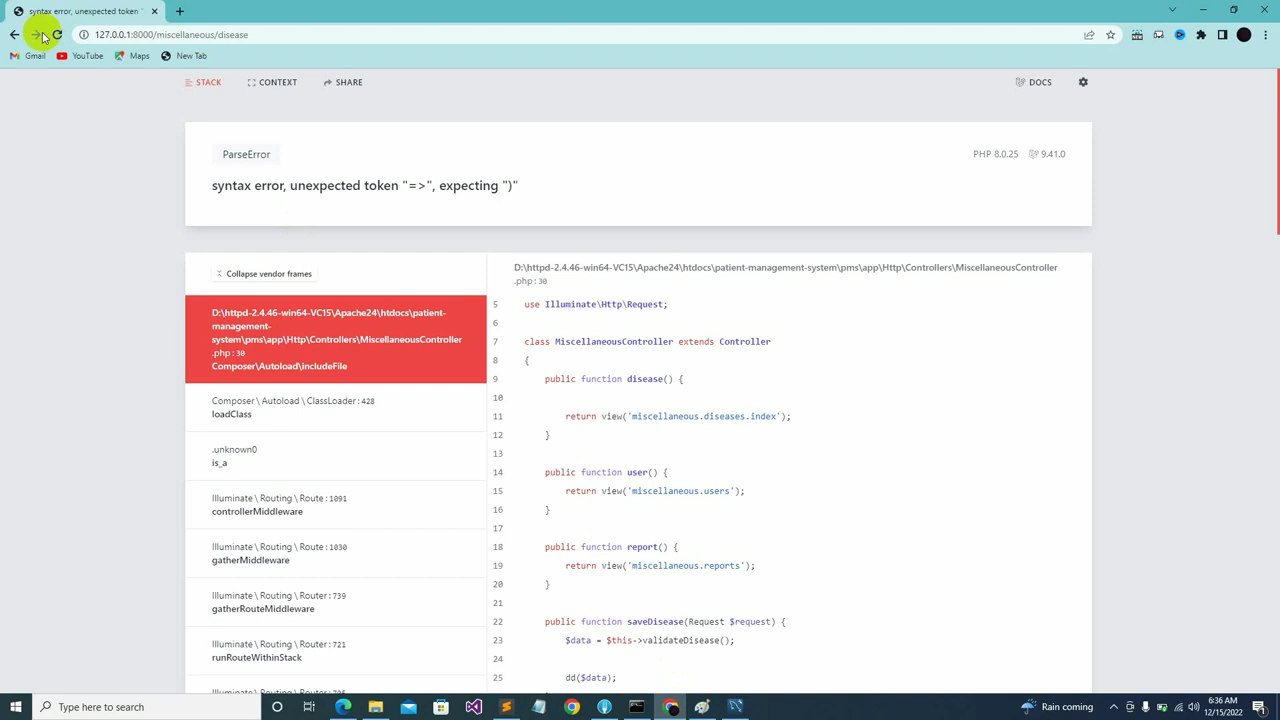 syntax error, unexpected token '
127.0.0.1:8000/miscellaneous/disease
Gmail
YouTube
Maps
New Tab
STACK
CONTEXT
SHARE
DOCS
ParseError
PHP 8.0.25
9.41.0
syntax error, unexpected token "=>", expecting ")"
Collapse vendor frames
D:\httpd-2.4.46-win64-VC15\Apache24\htdocs\patient-
management-
system\pms\app\Http\Controllers\MiscellaneousController
.php : 30
Composer\Autoload\includeFile
Composer \ Autoload \ ClassLoader : 428
loadClass
.unknown0
is_a
Illuminate \ Routing \ Route : 1091
controllerMiddleware
Illuminate \ Routing \ Route : 1030
gatherMiddleware
Illuminate \ Routing \ Router : 739
gatherRouteMiddleware
Illuminate \ Routing \ Router : 721
runRouteWithinStack
D:\httpd-2.4.46-win64-VC15\Apache24\htdocs\patient-management-system\pms\app\Http\Controllers\MiscellaneousController
.php : 30
5 use Illuminate\Http\Request;
6
7 class MiscellaneousController extends Controller
8 {
9 public function disease() {
10
11 return view('miscellaneous.diseases.index');
12 }
13
14 public function user() {
15 return view('miscellaneous.users');
16 }
17
18 public function report() {
19 return view('miscellaneous.reports');
20 }
21
22 public function saveDisease(Request $request) {
23 $data = $this->validateDisease();
24
25 dd($data);
Type here to search
Rain coming
6:36 AM
12/15/2022